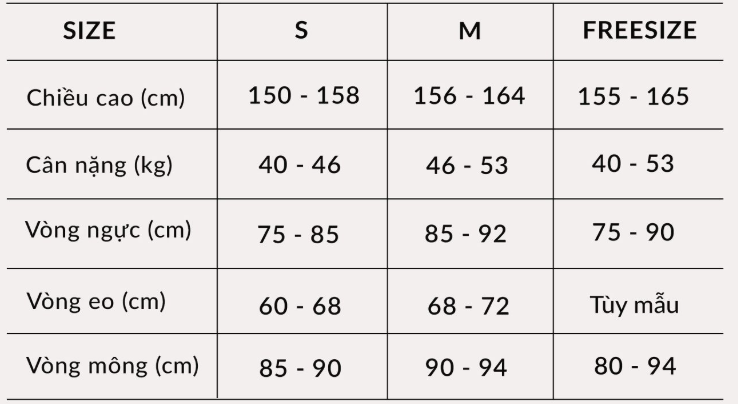 SIZE S M FREESIZE
Chiều cao (cm) 150 - 158 156 - 164 155 - 165
Cân nặng (kg) 40 - 46 46 - 53 40 - 53
Vòng ngực (cm) 75 - 85 85 - 92 75 - 90
Vòng eo (cm) 60 - 68 68 - 72 Tùy mẫu
Vòng mông (cm) 85 - 90 90 - 94 80 - 94